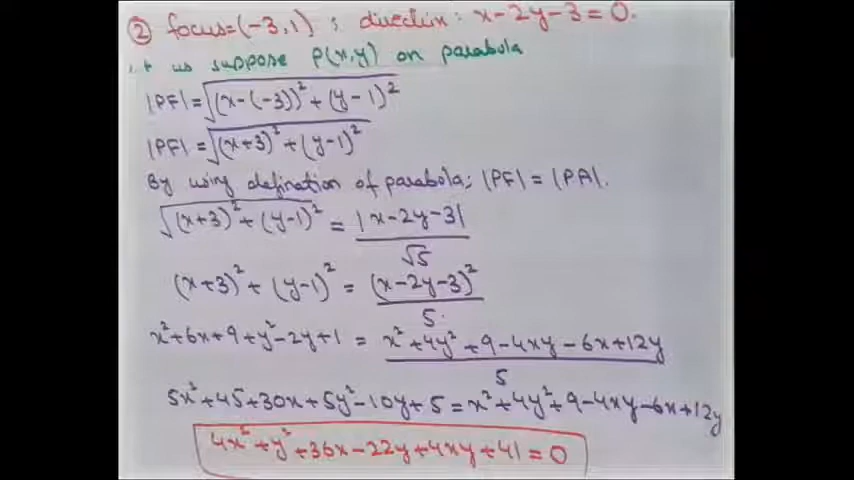 ② focus=(-3,1) ; directrix: x-2y-3=0.
t us suppose P(x,y) on parabola
|PF|=√(x-(-3))²+(y-1)²
|PF|=√(x+3)²+(y-1)²
By using defination of parabola; |PF|=|PA|.
√(x+3)²+(y-1)² = |x-2y-3|/√5
(x+3)²+(y-1)² = (x-2y-3)²/5
x²+6x+9+y²-2y+1 = x²+4y²+9-4xy-6x+12y/5
5x²+45+30x+5y²-10y+5=x²+4y²+9-4xy-6x+12y
4x²+y²+36x-22y+4xy+41=0